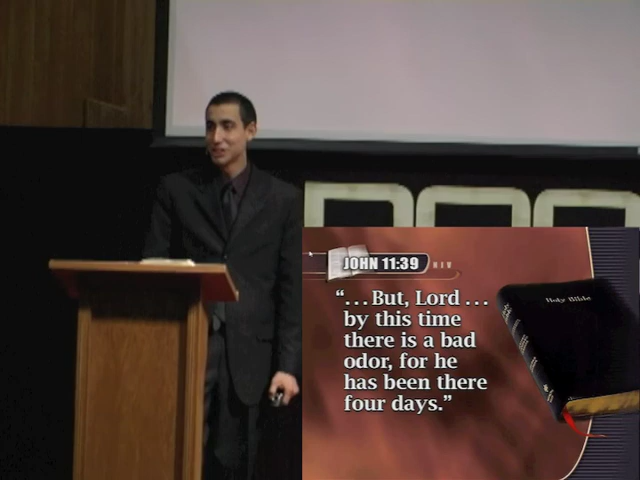 JOHN 11:39 NIV
“...But, Lord...
by this time
there is a bad
odor, for he
has been there
four days.”
Holy Bible